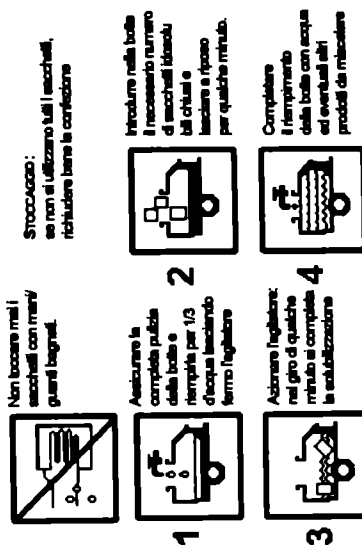 Non toccare mai i
sacchetti con mani/
guanti bagnati.
STOCCAGGIO:
se non si utilizzano tutti i sacchetti,
richiudere bene la confezione
1
Assicurare la
completa pulizia
della botte e
riempirla per 1/3
d'acqua lasciando
fermo l'agitatore
2
Introdurre nella botte
il necessario numero
di sacchetti idrosolu
bili chiusi e
lasciare a riposo
per qualche minuto.
3
Azionare l'agitatore:
nel giro di qualche
minuto si completa
la solubilizzazione
4
Completare
il riempimento
della botte con acqua
ed eventuali altri
prodotti da miscelare